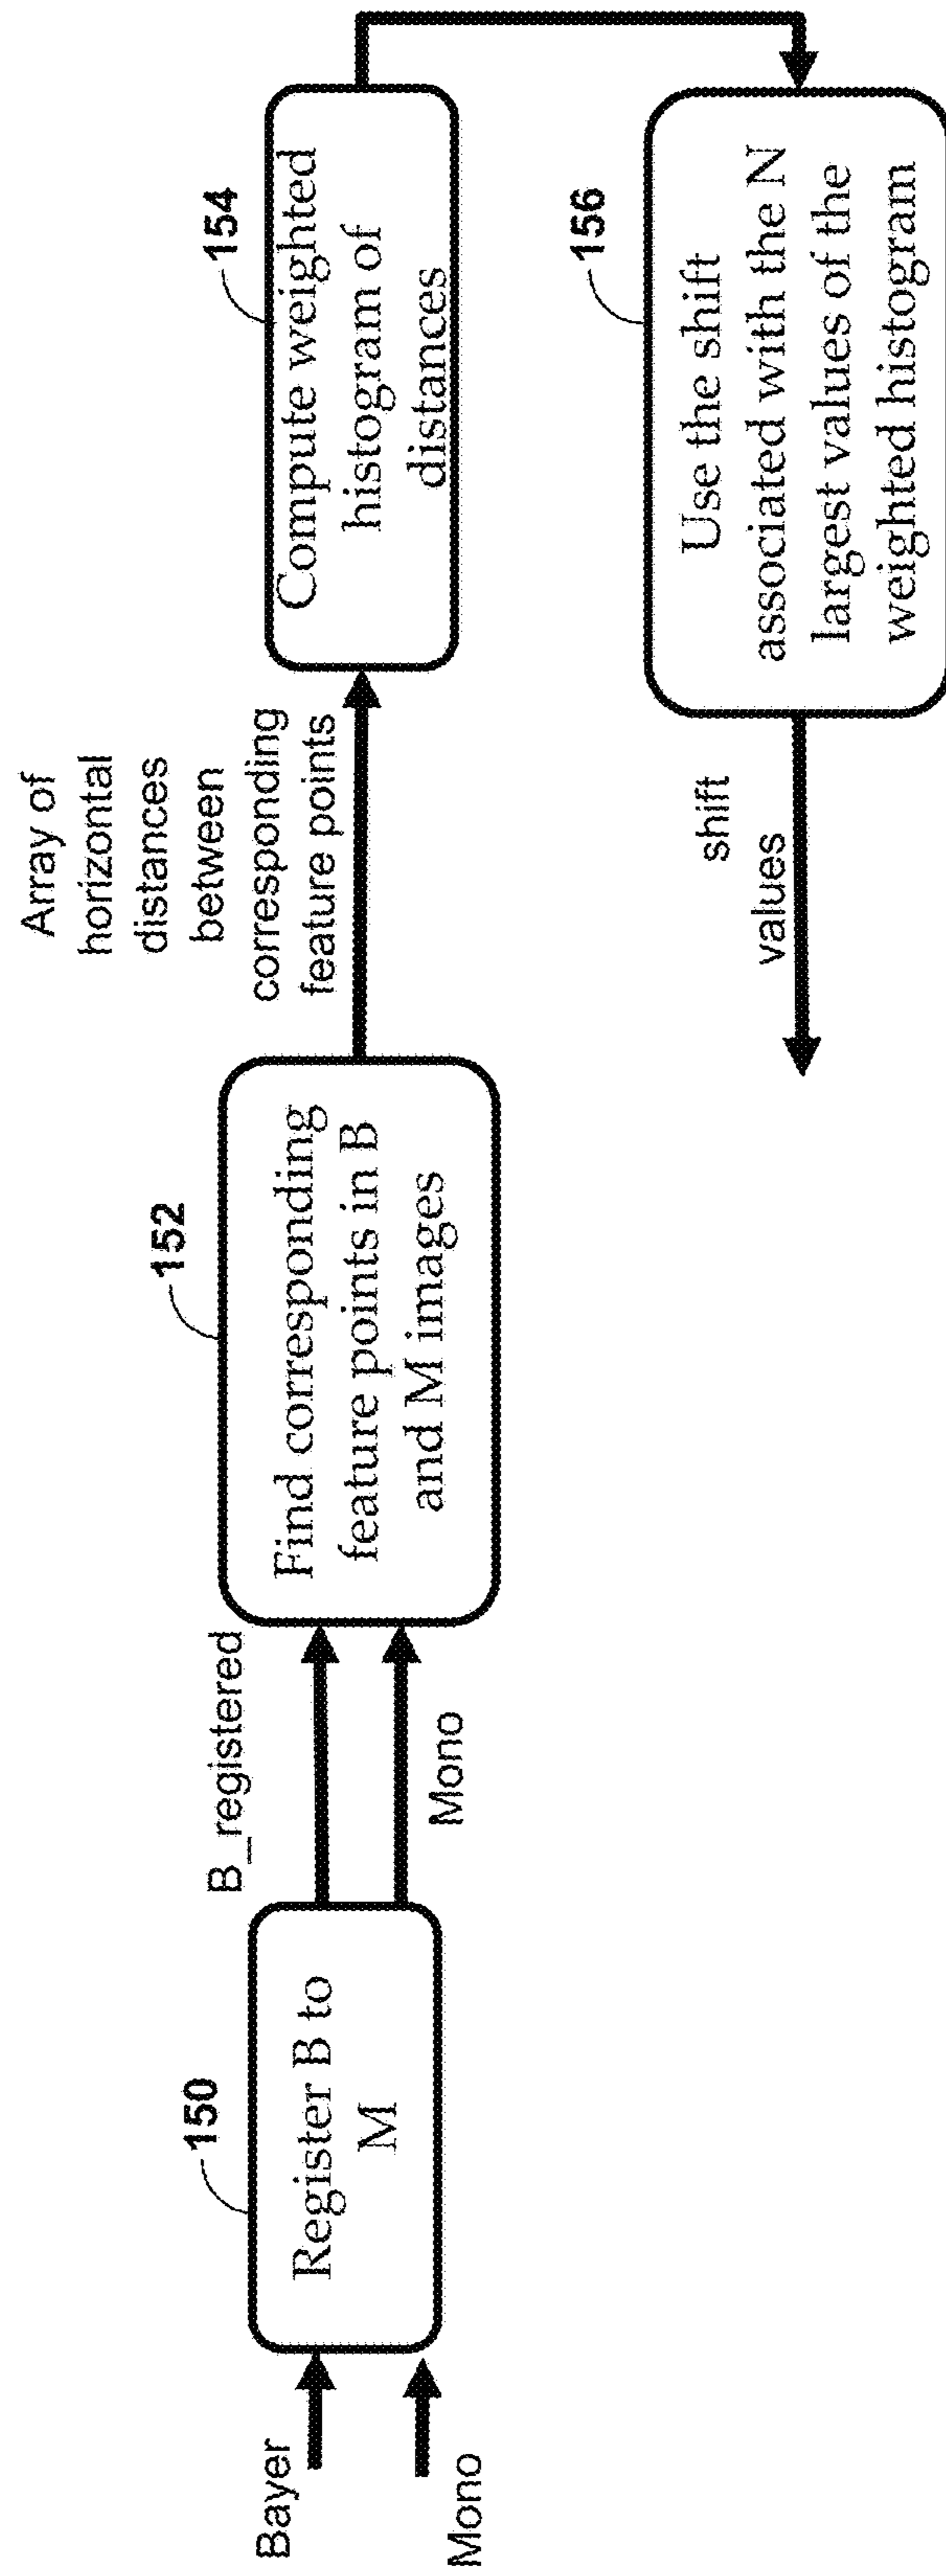 Bayer
Mono
150
Register B to
M
B_registered
Mono
152
Find corresponding
feature points in B
and M images
Array of
horizontal
distances
between
corresponding
feature points
154
Compute weighted
histogram of
distances
156
Use the shift
associated with the N
largest values of the
weighted histogram
shift
values